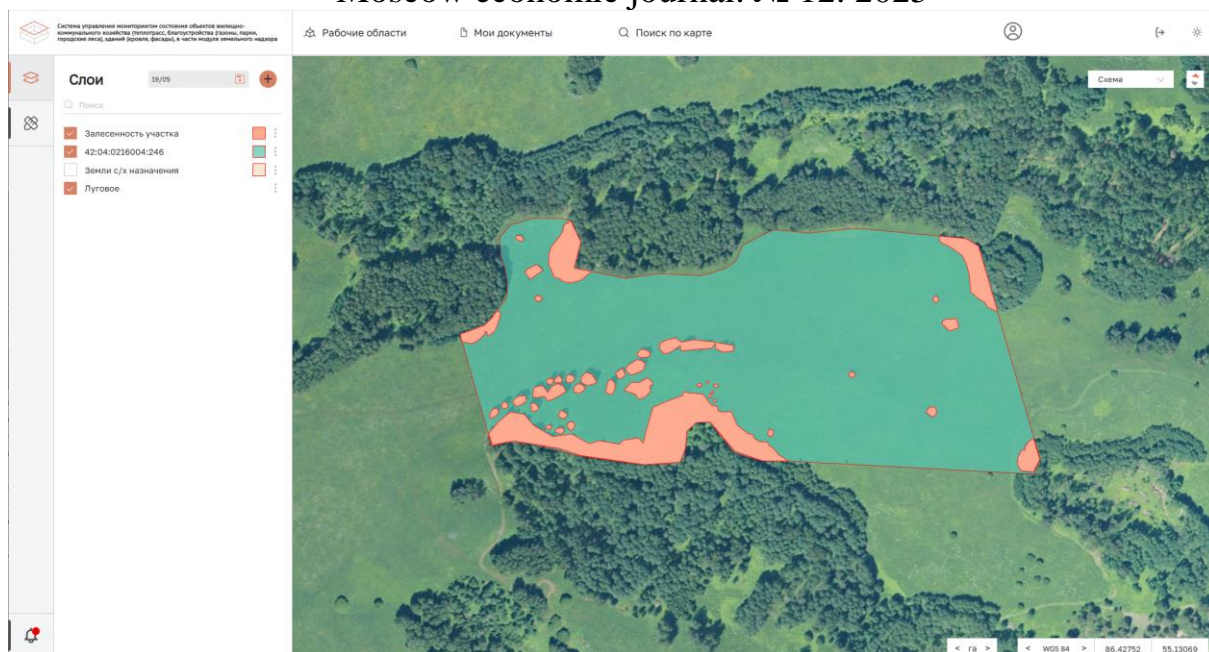 Moscow economic journal. № 12. 2023
Система управления мониторингом состояния объектов жилищно-
коммунального хозяйства (теплотрасс, благоустройства (газоны, парки,
городские леса), зданий (кровля, фасады), в части модуля земельного надзора
Рабочие области
Мои документы
Поиск по карте
Слои
19/05
Поиск
Залесенность участка
42:04:0216004:246
Земли с/х назначения
Луговое
Схема
< га >
< WGS 84 >
86.42752
55.13069